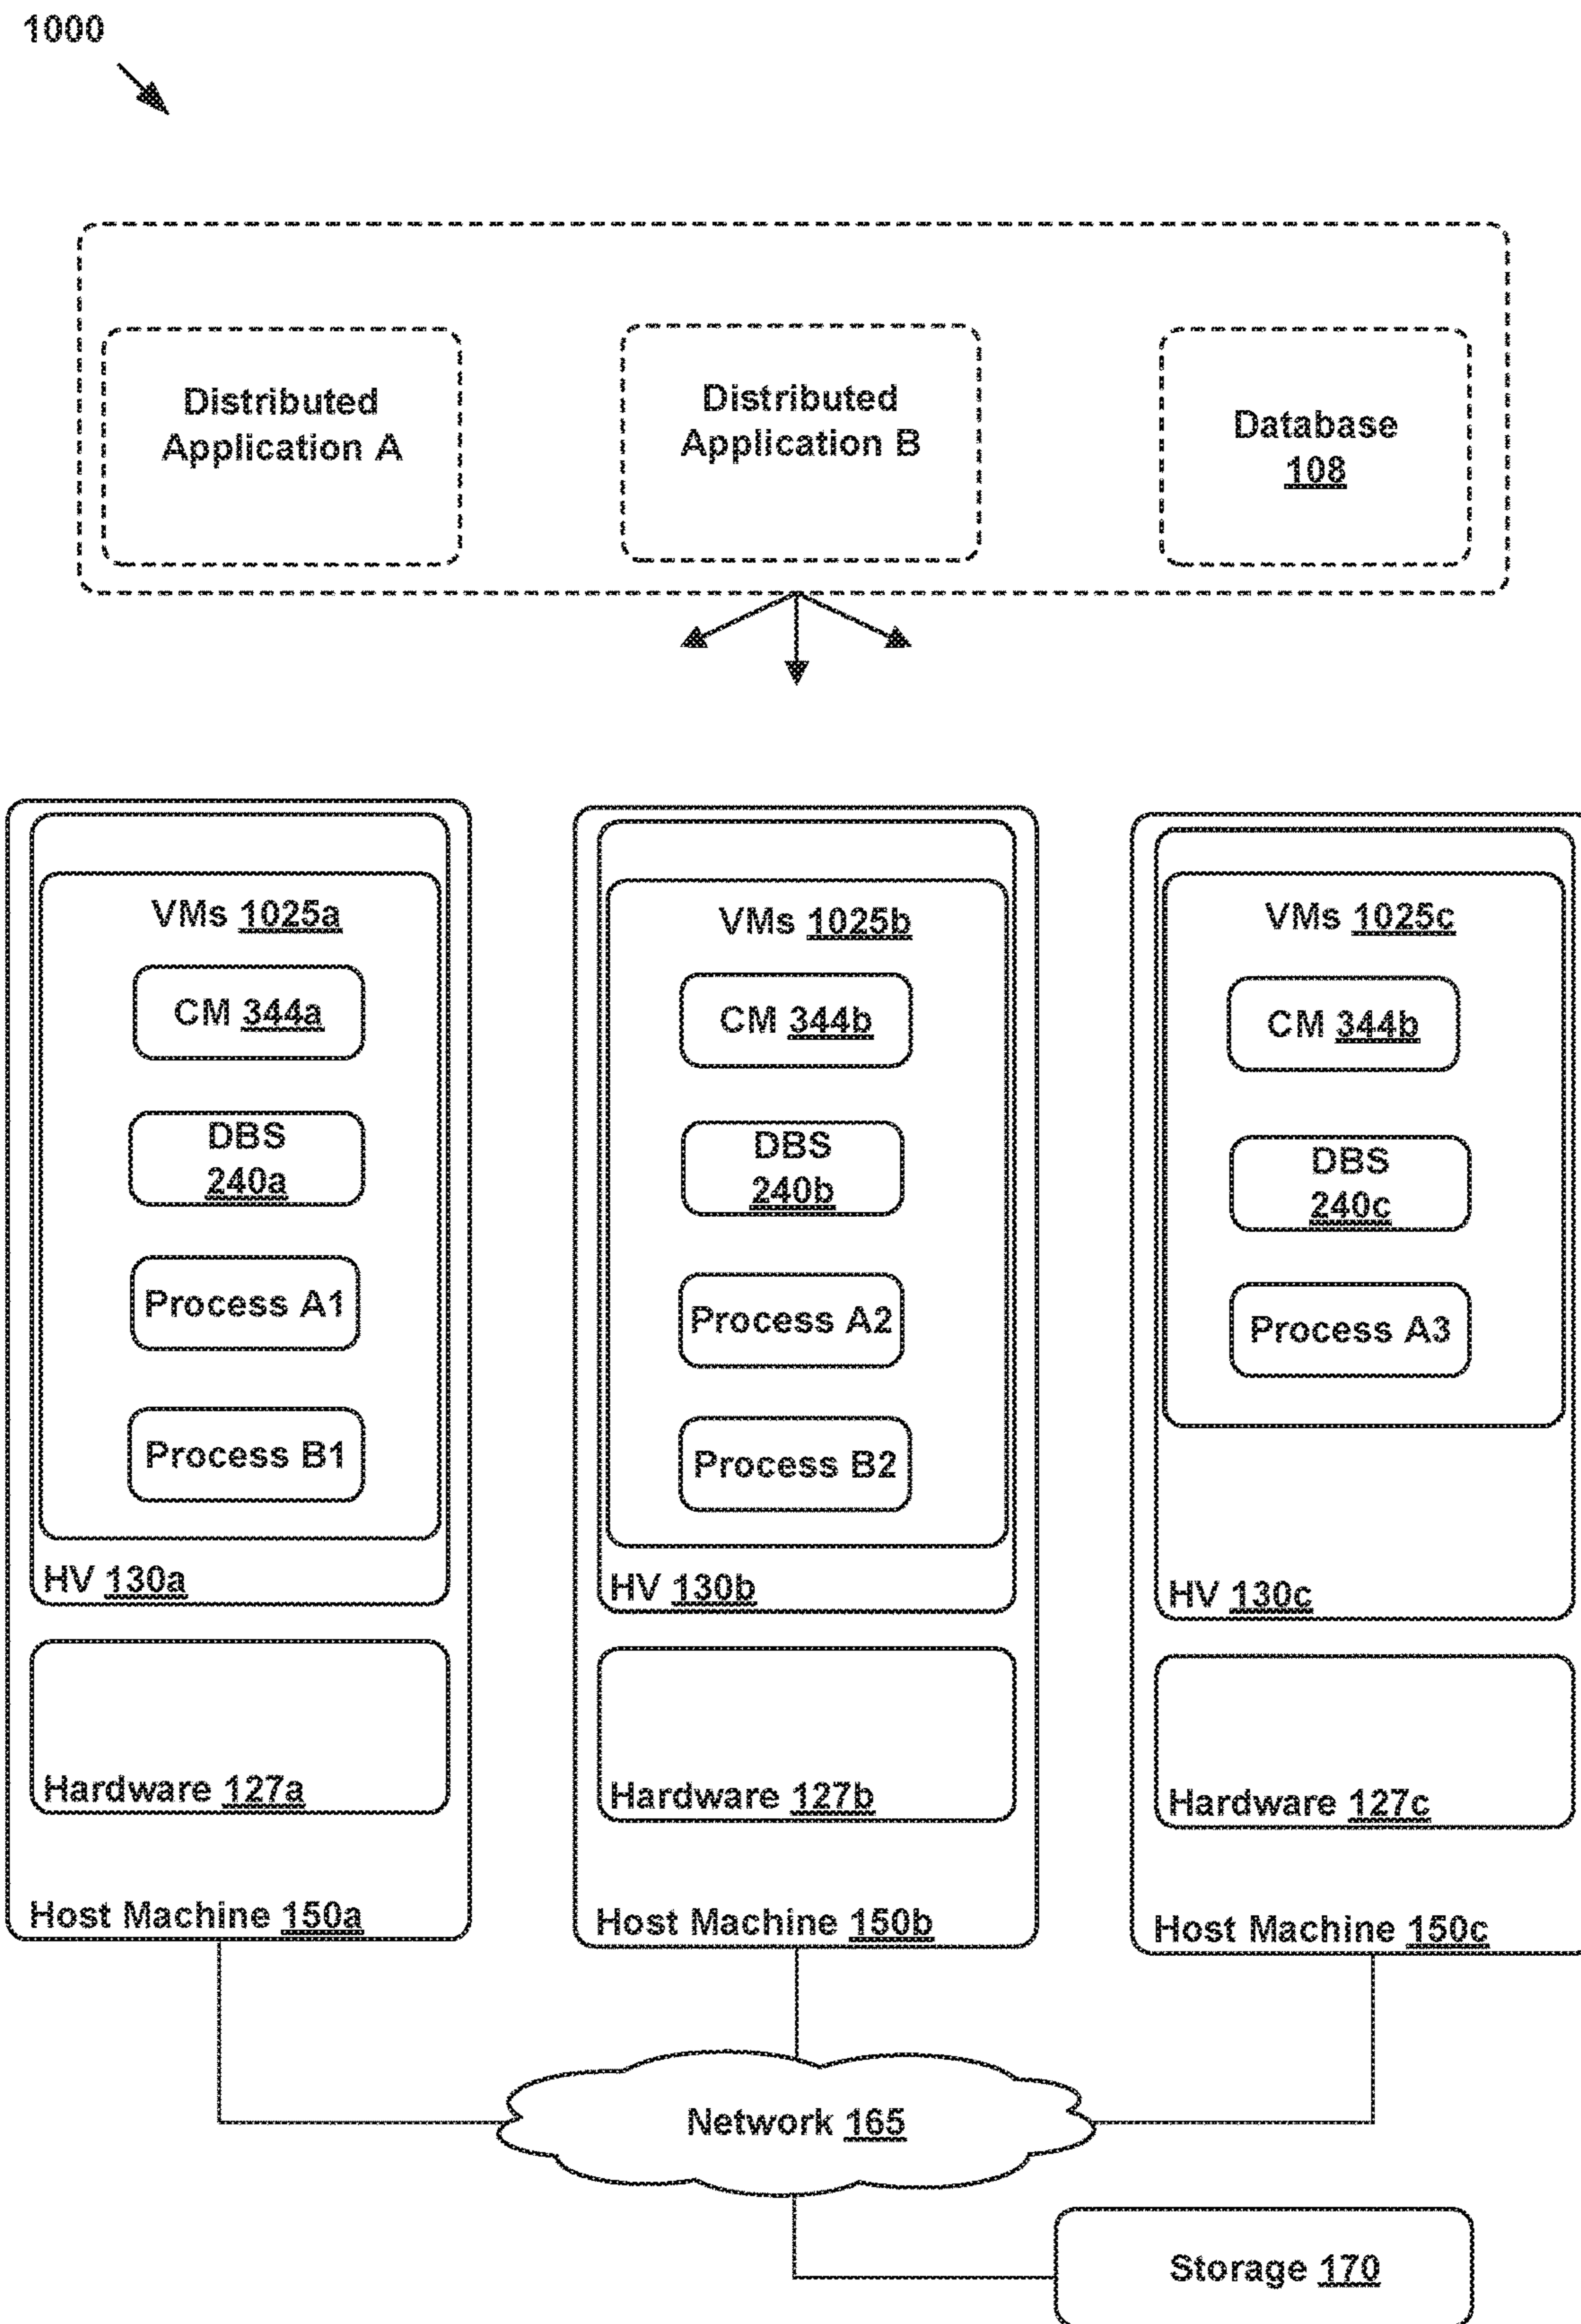 1000
Distributed
Application A
Distributed
Application B
Database
108
VMs 1025a
CM 344a
DBS
240a
Process A1
Process B1
HV 130a
Hardware 127a
Host Machine 150a
VMs 1025b
CM 344b
DBS
240b
Process A2
Process B2
HV 130b
Hardware 127b
Host Machine 150b
VMs 1025c
CM 344b
DBS
240c
Process A3
HV 130c
Hardware 127c
Host Machine 150c
Network 165
Storage 170